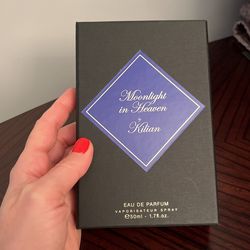 Moonlight
in Heaven
Kilian
EAU DE PARFUM
VAPORISATEUR SPRAY
℮50ml - 1.7fl.oz.